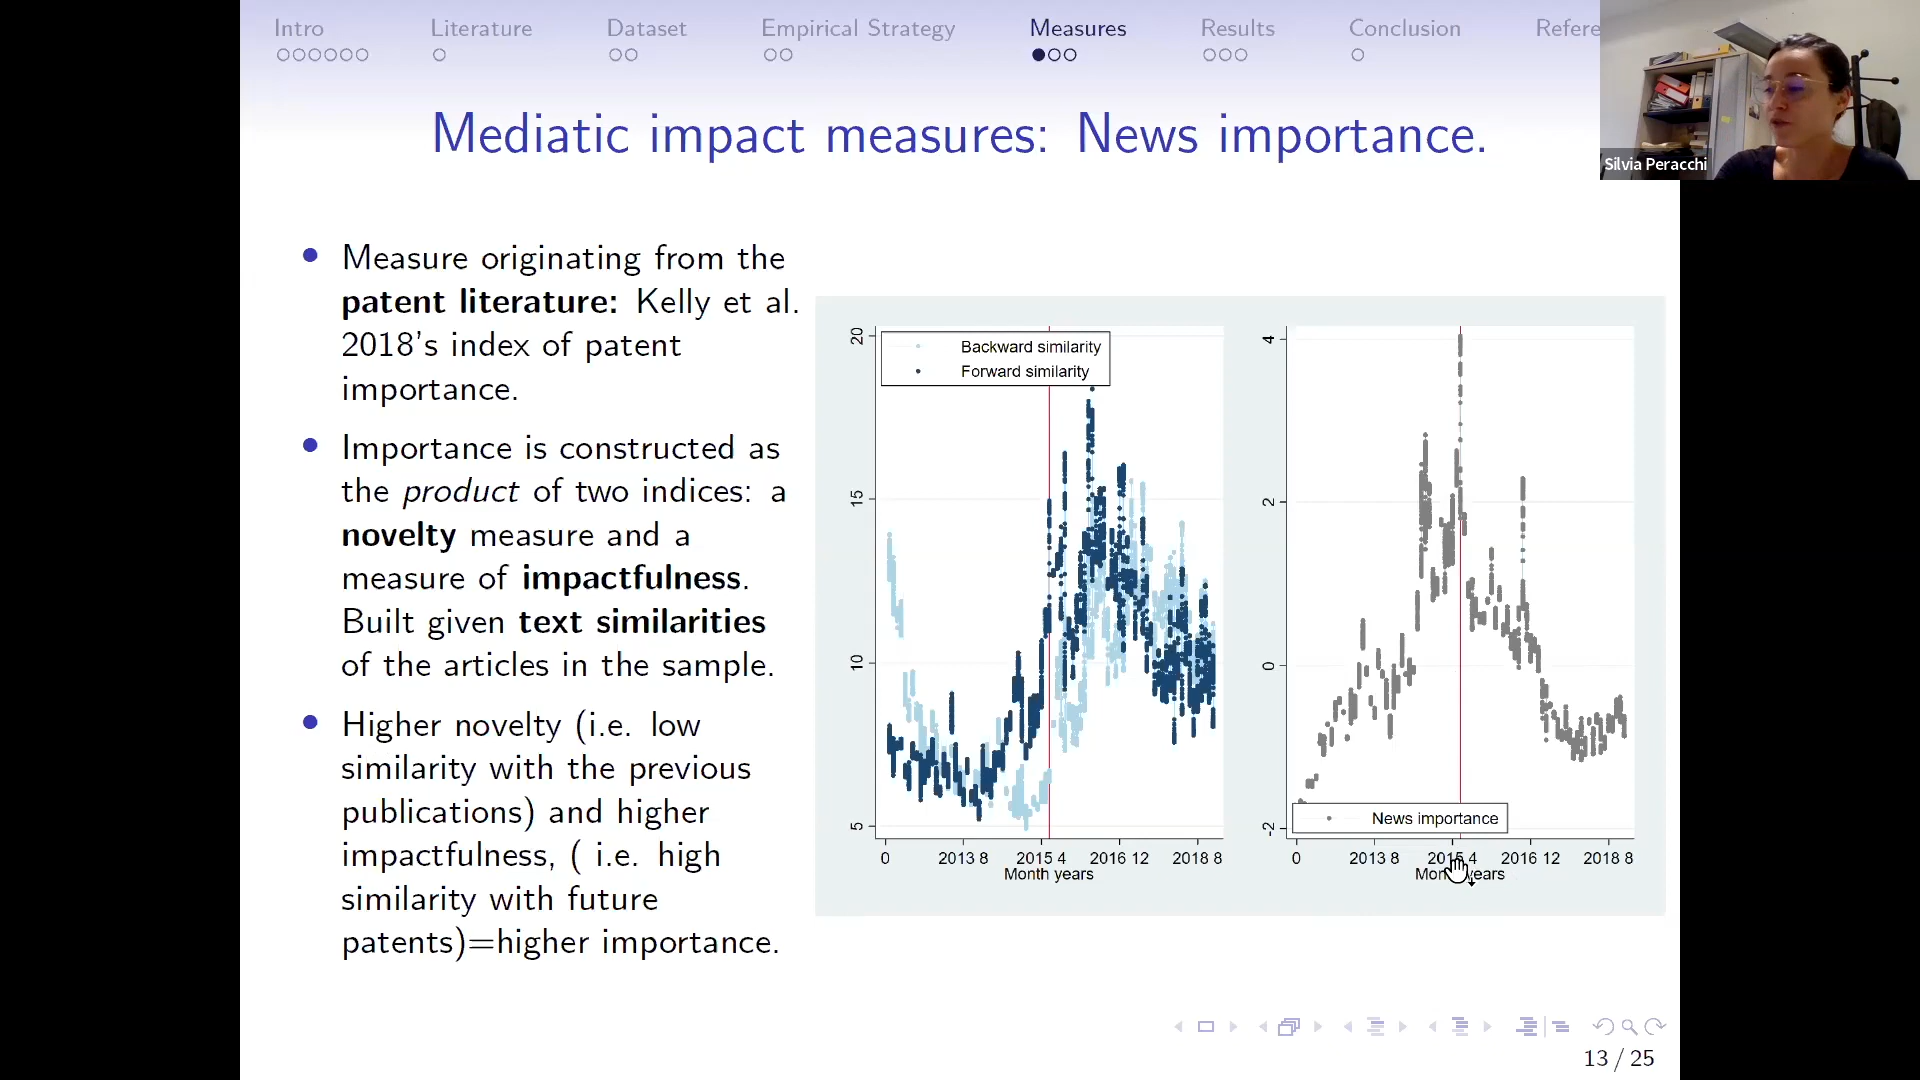 Intro Literature Dataset Empirical Strategy Measures Results Conclusion Refere
Silvia Peracchi
Mediatic impact measures: News importance.
Measure originating from the
patent literature: Kelly et al.
2018's index of patent
importance.
Importance is constructed as
the product of two indices: a
novelty measure and a
measure of impactfulness.
Built given text similarities
of the articles in the sample.
Higher novelty (i.e. low
similarity with the previous
publications) and higher
impactfulness, ( i.e. high
similarity with future
patents)=higher importance.
Backward similarity
Forward similarity
20
15
10
5
0 2013 8 2015 4 2016 12 2018 8
Month years
4
2
0
-2
News importance
0 2013 8 2015 4 2016 12 2018 8
Month years
13 / 25